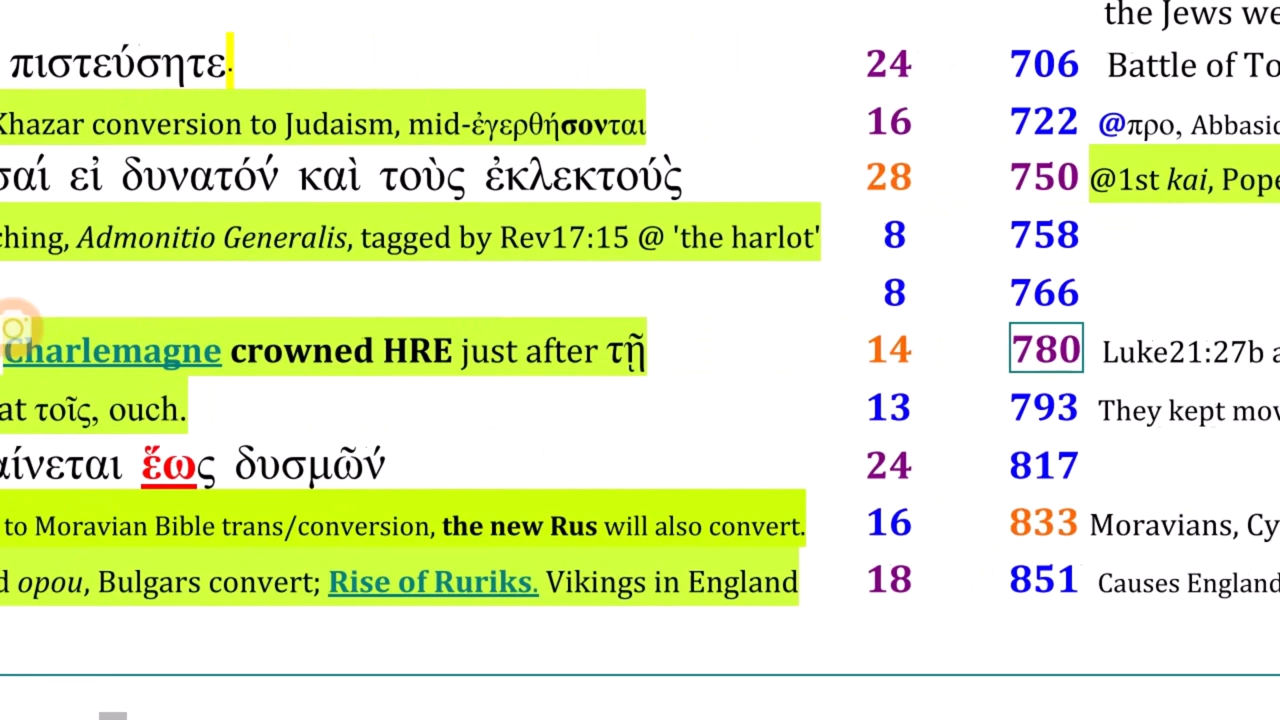 the Jews we
πιστεύσητε. 24 706 Battle of To
Khazar conversion to Judaism, mid-ἐγερθήσονται 16 722 @προ, Abbasic
σαί εἰ δυνατόν καὶ τοὺς ἐκλεκτούς 28 750 @1st kai, Pope
ching, Admonitio Generalis, tagged by Rev17:15 @ 'the harlot' 8 758
8 766
Charlemagne crowned HRE just after τῇ 14 780 Luke21:27b a
at τοῖς, ouch. 13 793 They kept mov
αίνεται ἕως δυσμῶν 24 817
to Moravian Bible trans/conversion, the new Rus will also convert. 16 833 Moravians, Cy
d opou, Bulgars convert; Rise of Ruriks. Vikings in England 18 851 Causes England